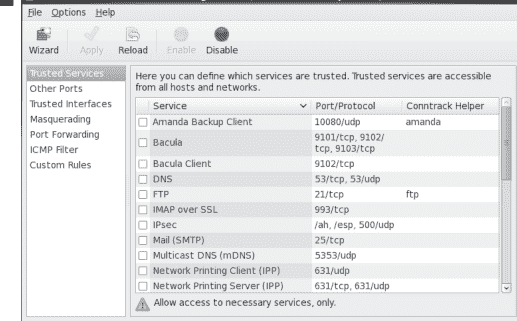 File Options Help
Wizard Apply Reload Enable Disable
Trusted Services
Other Ports
Trusted Interfaces
Masquerading
Port Forwarding
ICMP Filter
Custom Rules
Here you can define which services are trusted. Trusted services are accessible
from all hosts and networks.
Service Port/Protocol Conntrack Helper
Amanda Backup Client 10080/udp amanda
Bacula 9101/tcp, 9102/
tcp, 9103/tcp
Bacula Client 9102/tcp
DNS 53/tcp, 53/udp
FTP 21/tcp ftp
IMAP over SSL 993/tcp
IPsec /ah, /esp, 500/udp
Mail (SMTP) 25/tcp
Multicast DNS (mDNS) 5353/udp
Network Printing Client (IPP) 631/udp
Network Printing Server (IPP) 631/tcp, 631/udp
Allow access to necessary services, only.